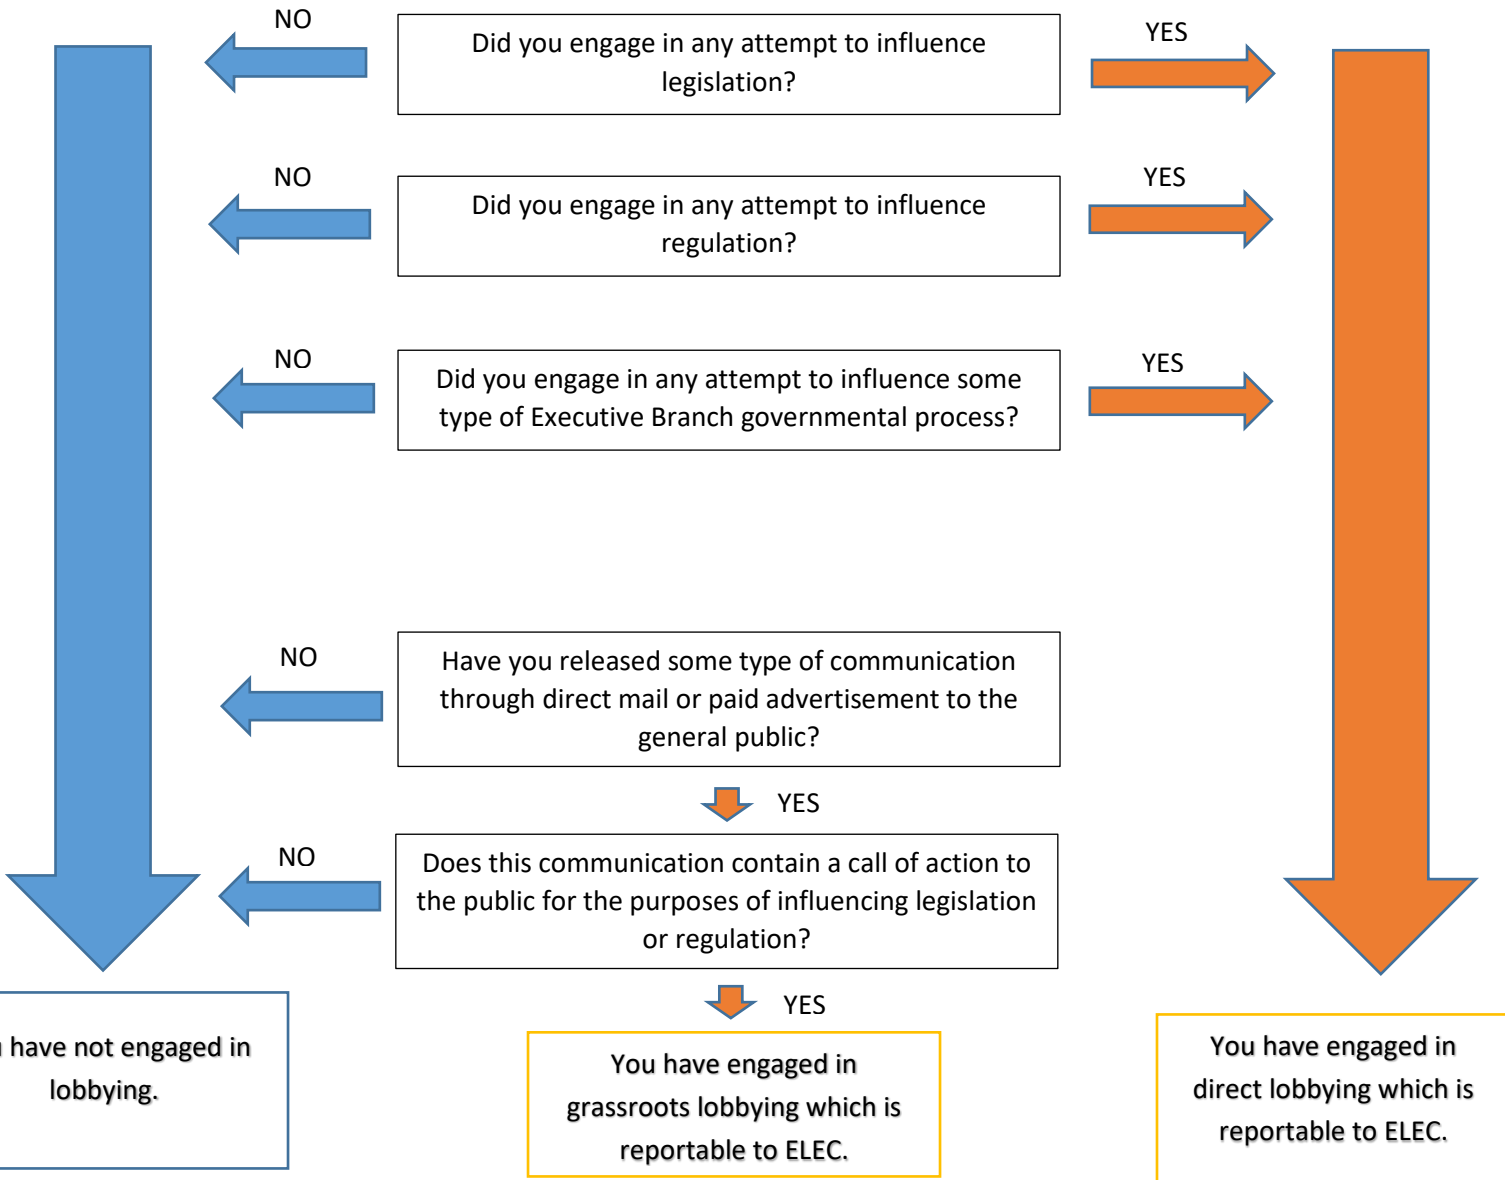 NO
Did you engage in any attempt to influence
legislation?
YES
NO
Did you engage in any attempt to influence
regulation?
YES
NO
Did you engage in any attempt to influence some
type of Executive Branch governmental process?
YES
NO
Have you released some type of communication
through direct mail or paid advertisement to the
general public?
YES
NO
Does this communication contain a call of action to
the public for the purposes of influencing legislation
or regulation?
YES
have not engaged in
lobbying.
You have engaged in
grassroots lobbying which is
reportable to ELEC.
You have engaged in
direct lobbying which is
reportable to ELEC.